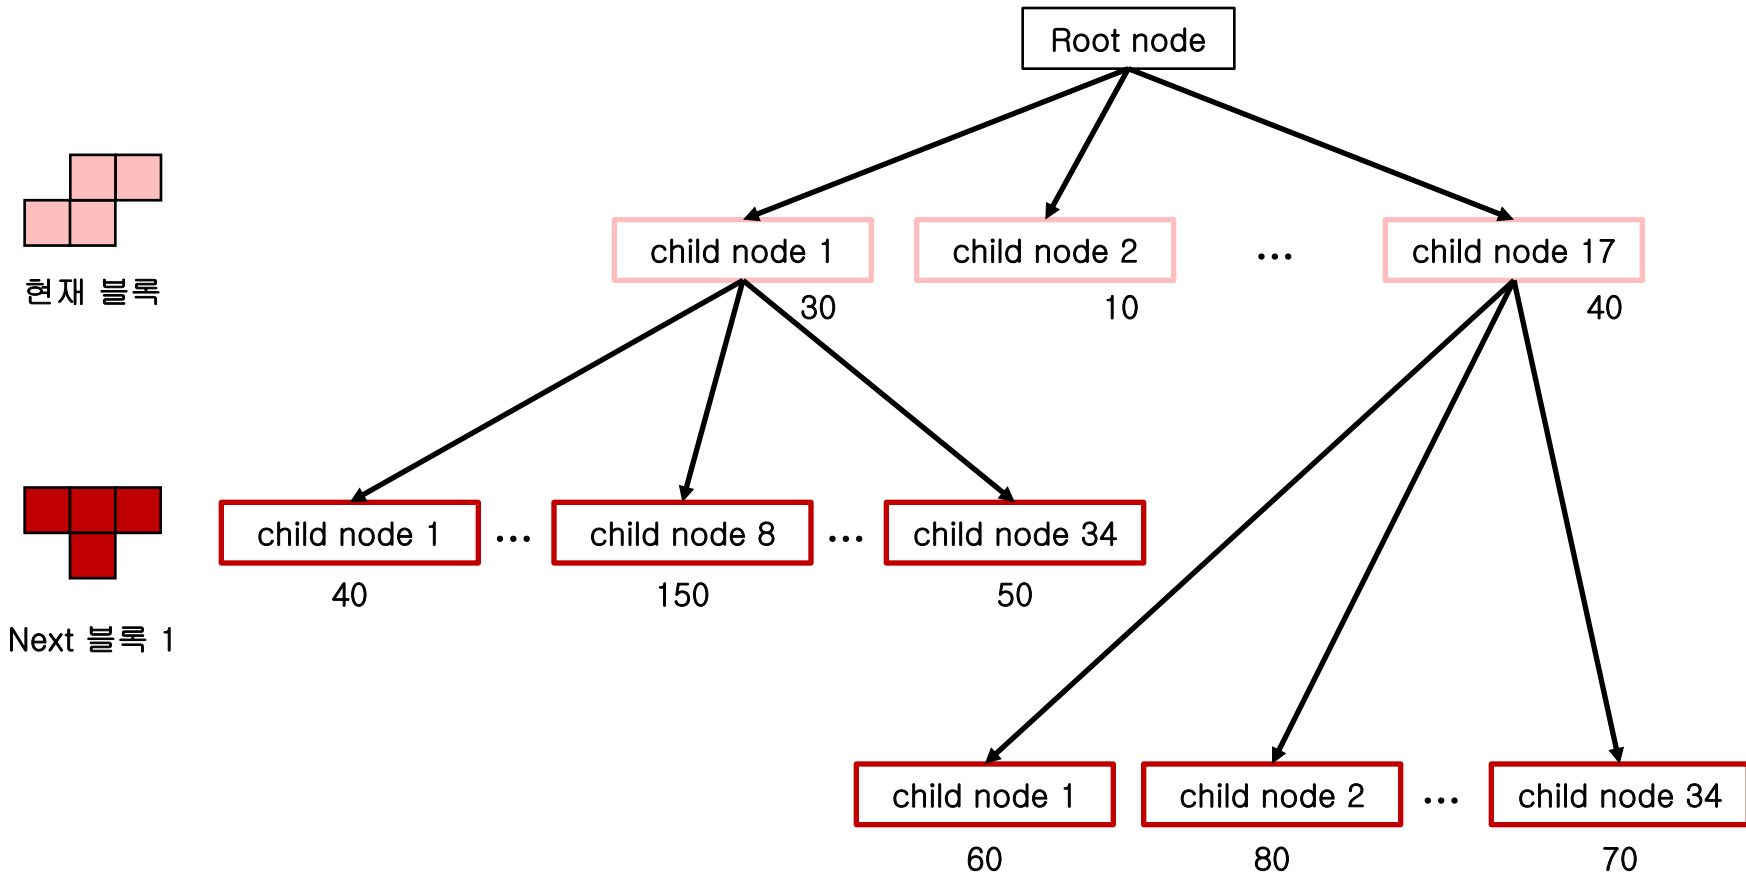 Root node
child node 1
child node 2
...
child node 17
현재 블록
30
10
40
child node 1
...
child node 8
...
child node 34
40
150
50
Next 블록 1
child node 1
child node 2
...
child node 34
60
80
70